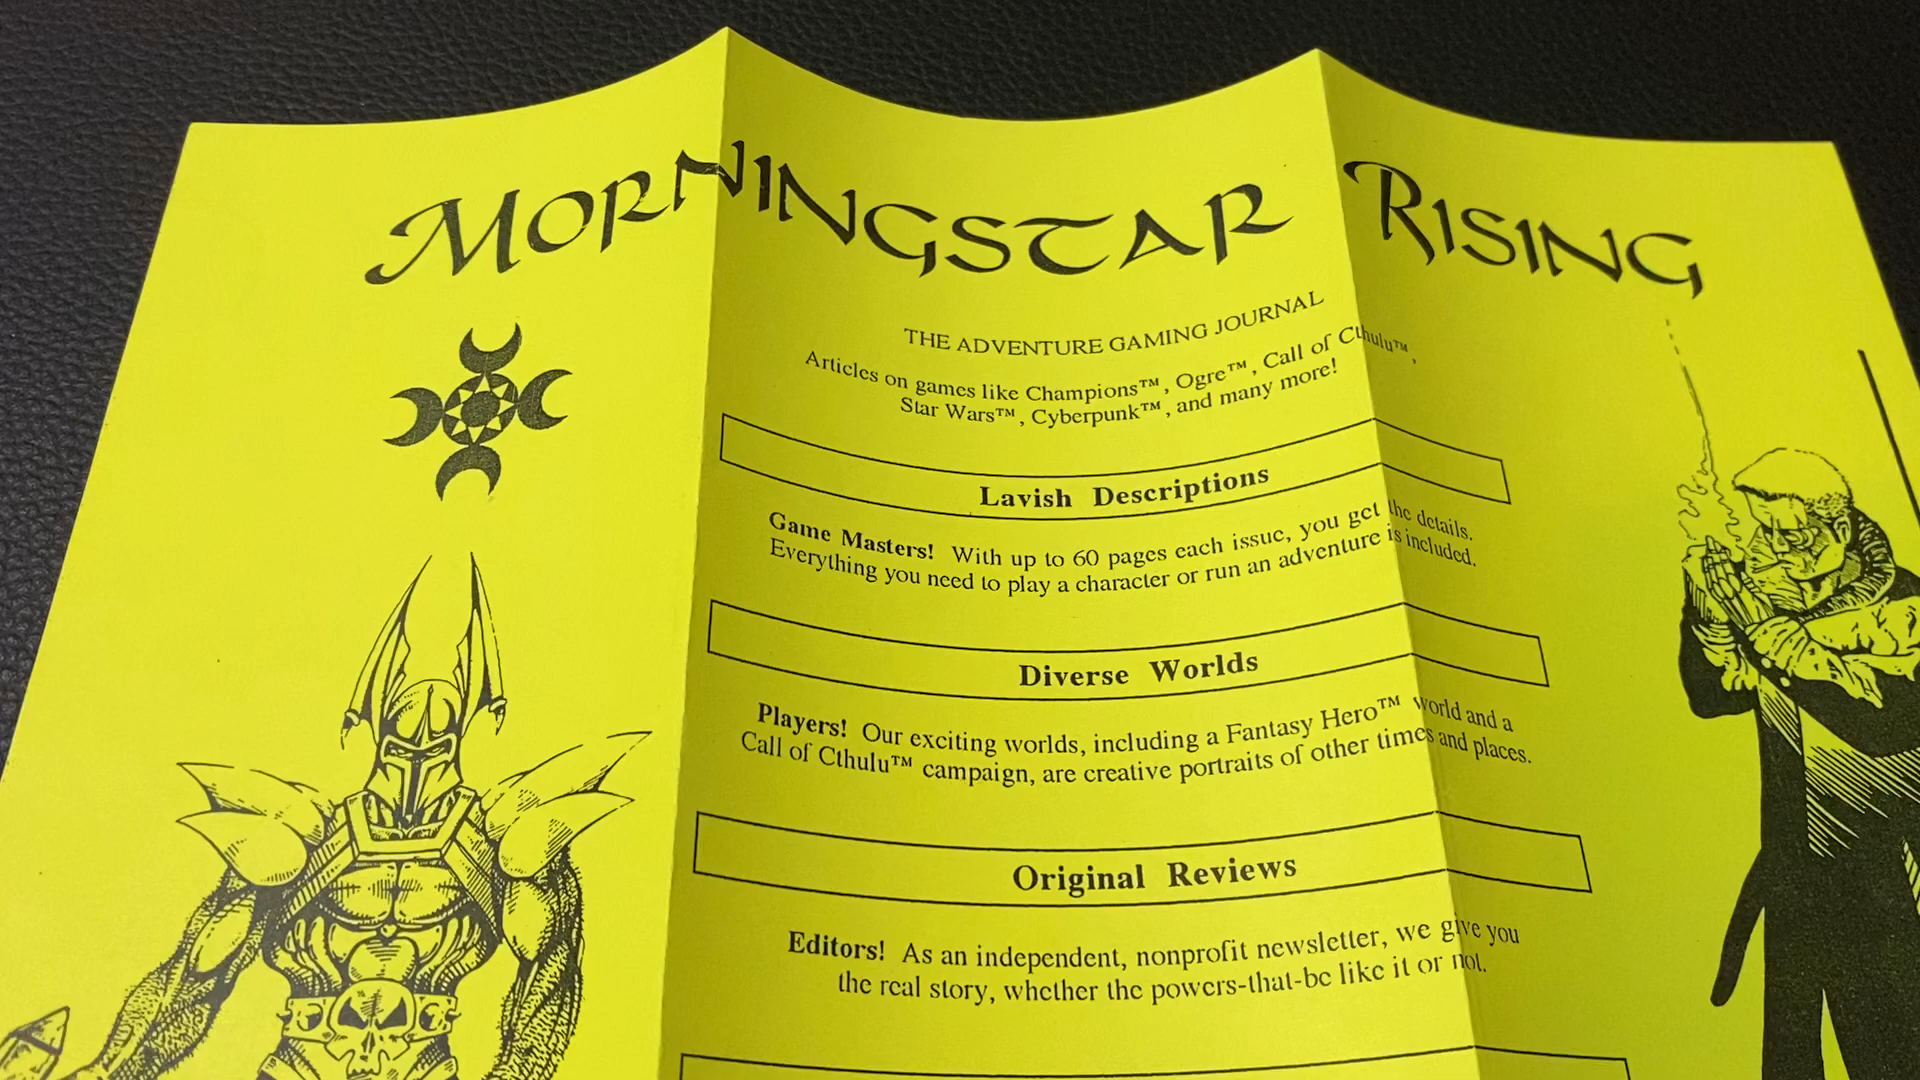 MORNINGSTAR RISING
THE ADVENTURE GAMING JOURNAL
Articles on games like Champions™, Ogre™, Call of Cthulu™,
Star Wars™, Cyberpunk™, and many more!
Lavish Descriptions
Game Masters! With up to 60 pages each issue, you get the details.
Everything you need to play a character or run an adventure is included.
Diverse Worlds
Players! Our exciting worlds, including a Fantasy Hero™ world and a
Call of Cthulu™ campaign, are creative portraits of other times and places.
Original Reviews
Editors! As an independent, nonprofit newsletter, we give you
the real story, whether the powers-that-be like it or not.